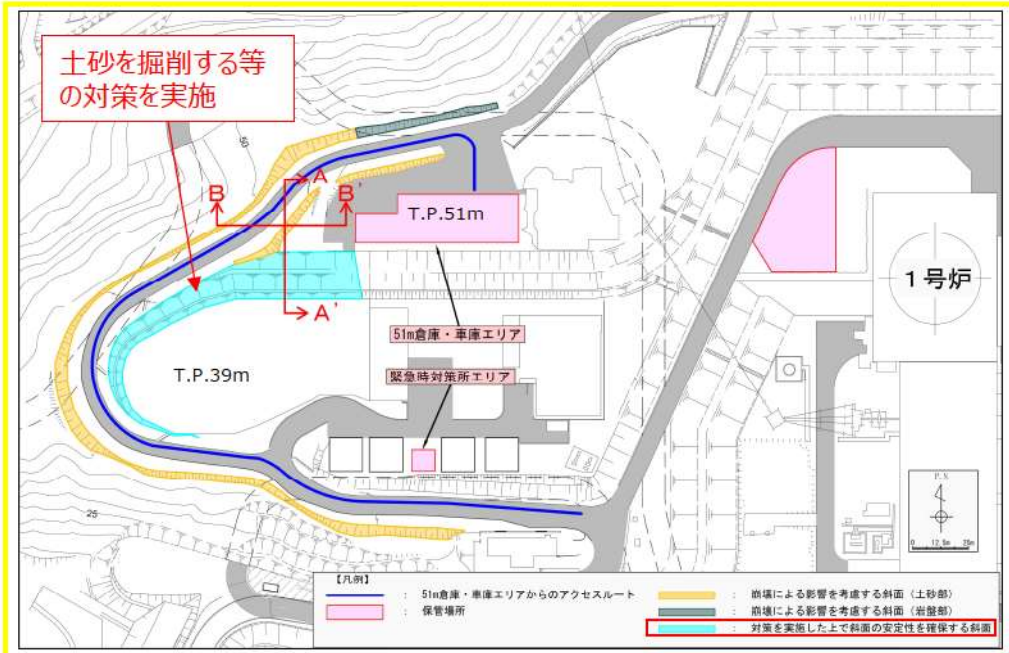 土砂を掘削する等
の対策を実施
50
A
B
B'
T.P.51m
A'
1号炉
51m倉庫・車庫エリア
緊急時対策所エリア
T.P.39m
25
P.N
0 12.5m 25m
【凡例】
: 51m倉庫・車庫エリアからのアクセスルート
: 保管場所
: 崩壊による影響を考慮する斜面（土砂部）
: 崩壊による影響を考慮する斜面（岩盤部）
: 対策を実施した上で斜面の安定性を確保する斜面